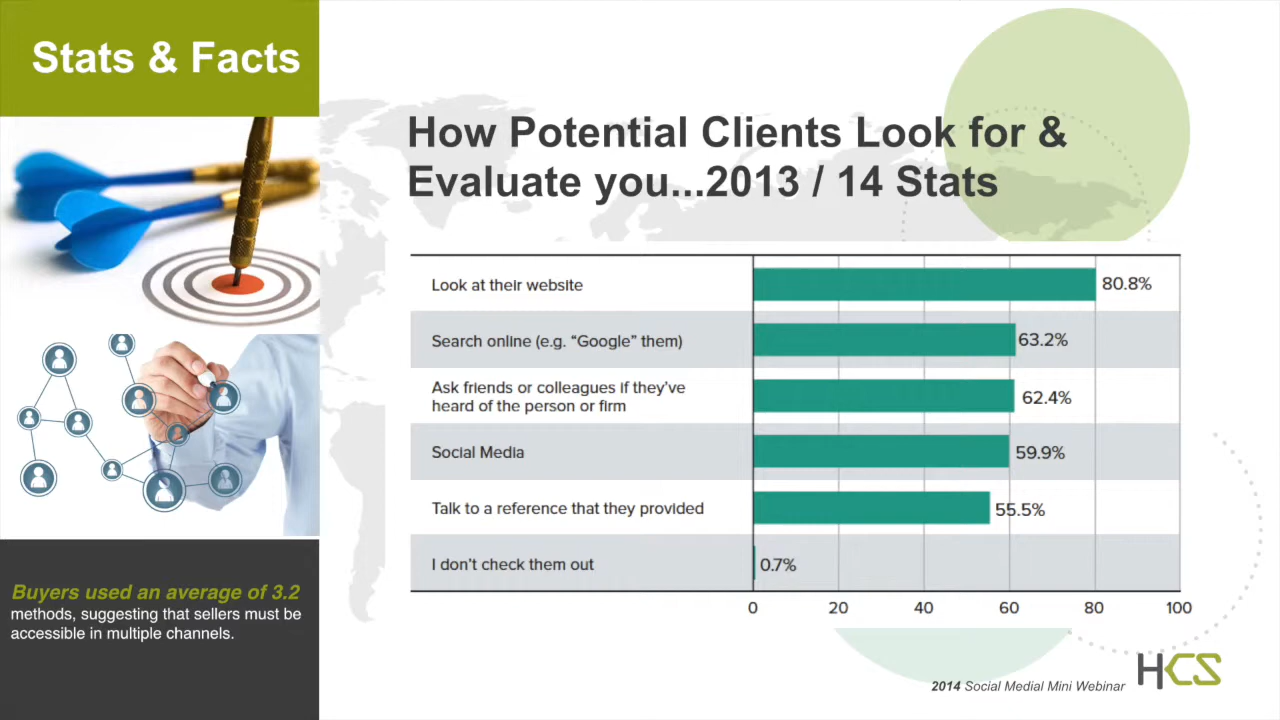 Stats & Facts
How Potential Clients Look for &
Evaluate you...2013 / 14 Stats
Look at their website
80.8%
Search online (e.g. “Google” them)
63.2%
Ask friends or colleagues if they’ve
heard of the person or firm
62.4%
Social Media
59.9%
Talk to a reference that they provided
55.5%
I don’t check them out
0.7%
0 20 40 60 80 100
Buyers used an average of 3.2
methods, suggesting that sellers must be
accessible in multiple channels.
2014 Social Medial Mini Webinar
HCS